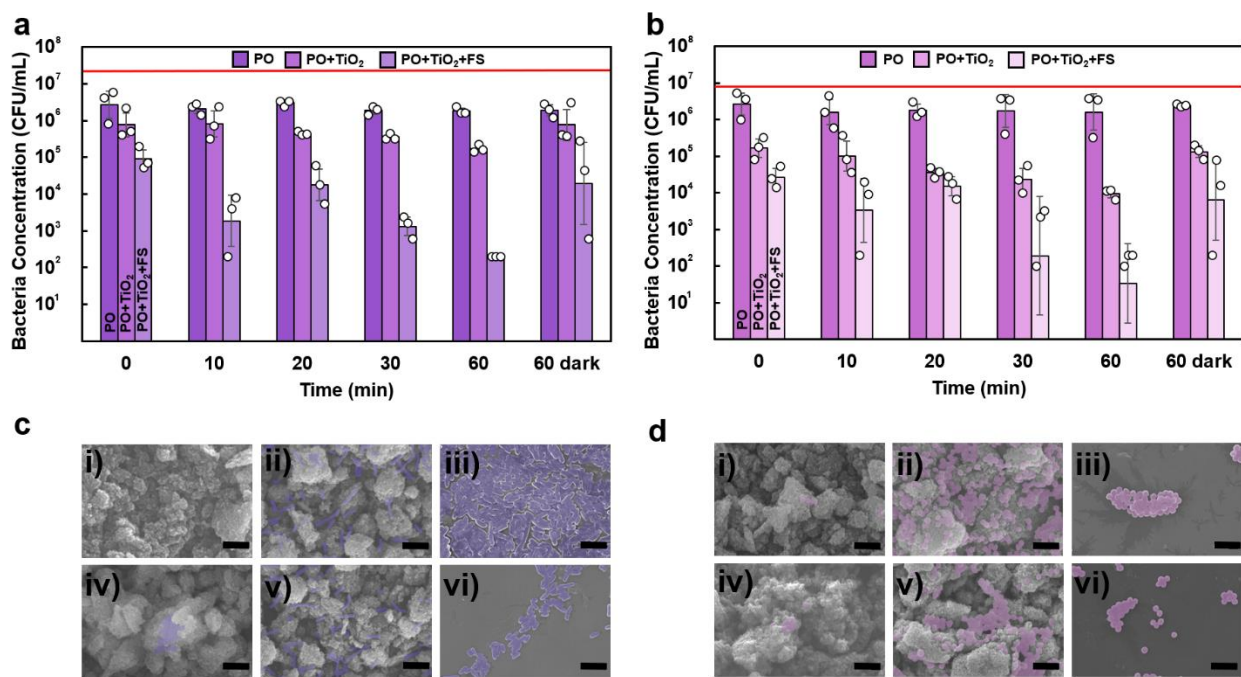 a
Bacteria Concentration (CFU/mL)
10⁸
10⁷
10⁶
10⁵
10⁴
10³
10²
10¹
PO PO+TiO₂ PO+TiO₂+FS
PO
PO+TiO₂
PO+TiO₂+FS
0 10 20 30 60 60 dark
Time (min)
b
Bacteria Concentration (CFU/mL)
10⁸
10⁷
10⁶
10⁵
10⁴
10³
10²
10¹
PO PO+TiO₂ PO+TiO₂+FS
PO
PO+TiO₂
PO+TiO₂+FS
0 10 20 30 60 60 dark
Time (min)
c
i) ii) iii)
iv) v) vi)
d
i) ii) iii)
iv) v) vi)